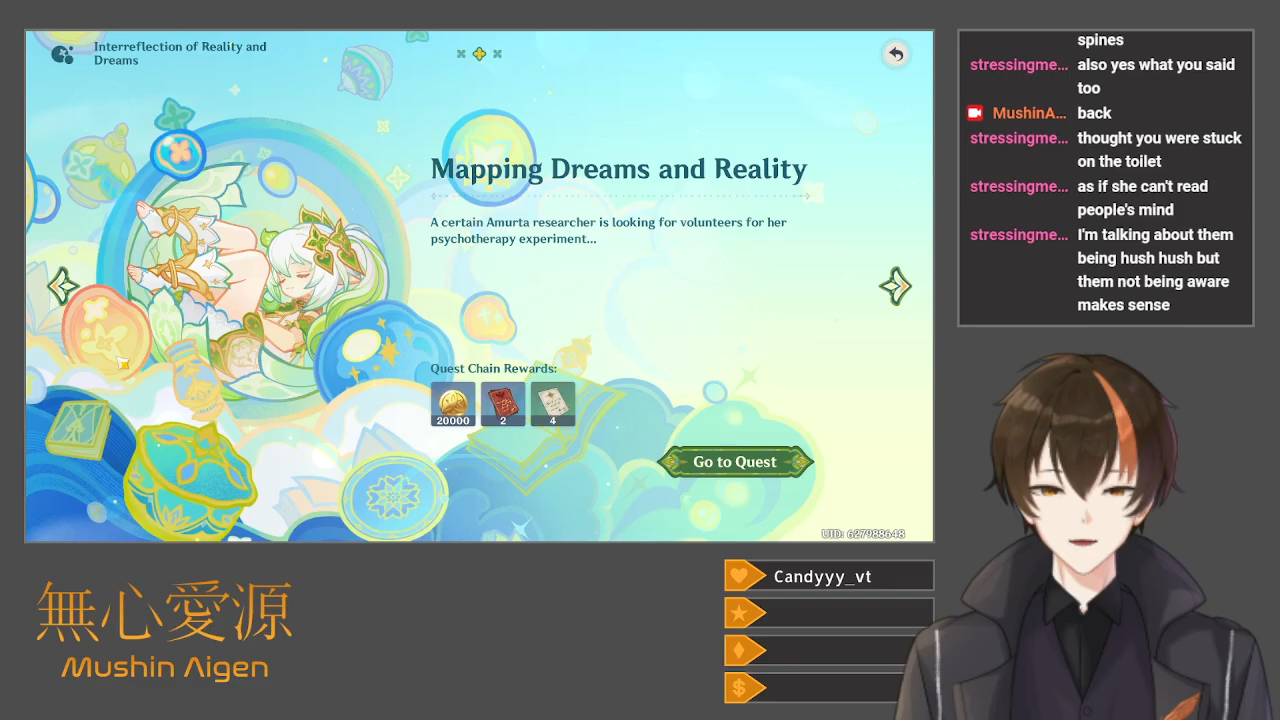 Interreflection of Reality and
Dreams
Mapping Dreams and Reality
A certain Amurta researcher is looking for volunteers for her
psychotherapy experiment...
Quest Chain Rewards:
20000
2
4
Go to Quest
UID: 627988648
spines
stressingme... also yes what you said
too
MushinA... back
stressingme... thought you were stuck
on the toilet
stressingme... as if she can't read
people's mind
stressingme... I'm talking about them
being hush hush but
them not being aware
makes sense
無心愛源
Mushin Aigen
Candyyy_vt
$